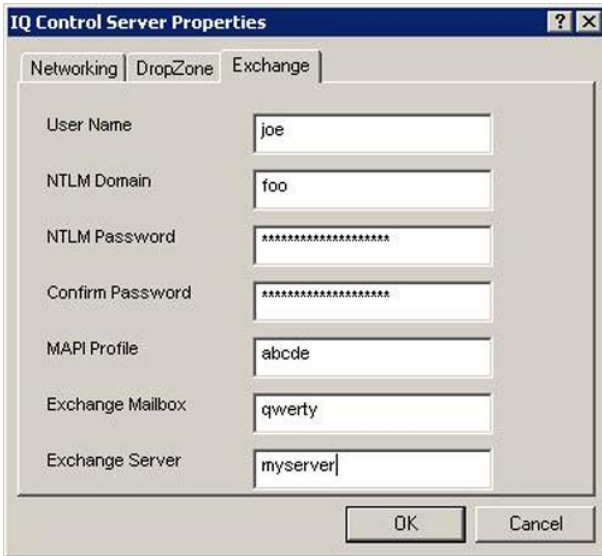 IQ Control Server Properties
Networking DropZone Exchange
User Name joe
NTLM Domain foo
NTLM Password ********************
Confirm Password ********************
MAPI Profile abcde
Exchange Mailbox qwerty
Exchange Server myserver
OK Cancel